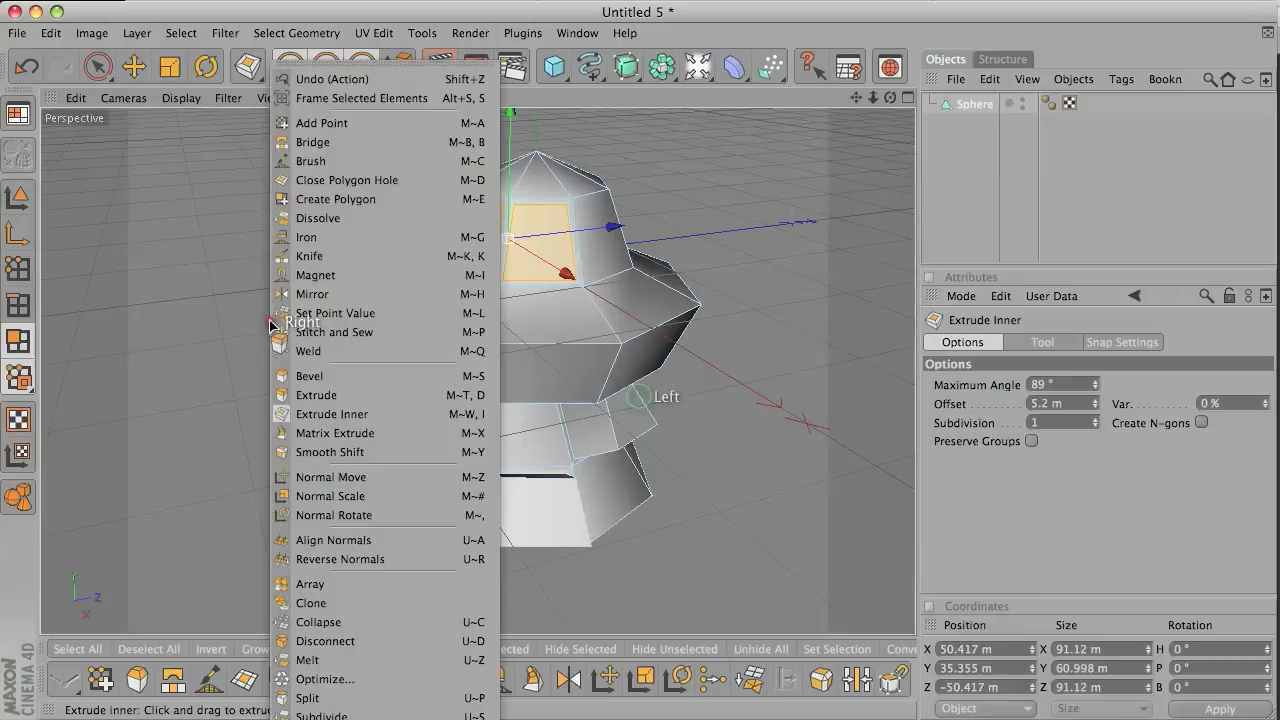 Untitled 5 *
File Edit Image Layer Select Filter Select Geometry UV Edit Tools Render Plugins Window Help
Edit Cameras Display Filter
Perspective
Undo (Action) Shift+Z
Frame Selected Elements Alt+S, S
Add Point M~A
Bridge M~B, B
Brush M~C
Close Polygon Hole M~D
Create Polygon M~E
Dissolve
Iron M~G
Knife M~K, K
Magnet M~I
Mirror M~H
Set Point Value M~L
Right
Stitch and Sew M~P
Weld M~Q
Bevel M~S
Extrude M~T, D
Extrude Inner M~W, I
Matrix Extrude M~X
Smooth Shift M~Y
Normal Move M~Z
Normal Scale M~#
Normal Rotate M~,
Align Normals U~A
Reverse Normals U~R
Array
Clone
Collapse U~C
Disconnect U~D
Melt U~Z
Optimize...
Split U~P
Subdivide U~S
Left
Y Z X
Objects Structure
File Edit View Objects Tags Bookn
Sphere
Attributes
Mode Edit User Data
Extrude Inner
Options Tool Snap Settings
Options
Maximum Angle 89 °
Offset 5.2 m Var. 0 %
Subdivision 1 Create N-gons
Preserve Groups
Coordinates
Position Size Rotation
X 50.417 m X 91.12 m H 0 °
Y 35.355 m Y 60.998 m P 0 °
Z -50.417 m Z 91.12 m B 0 °
Object Size Apply
Select All Deselect All Invert Grow Hide Selected Hide Unselected Unhide All Set Selection Conve
MAXON
CINEMA 4D
Extrude inner: Click and drag to extru